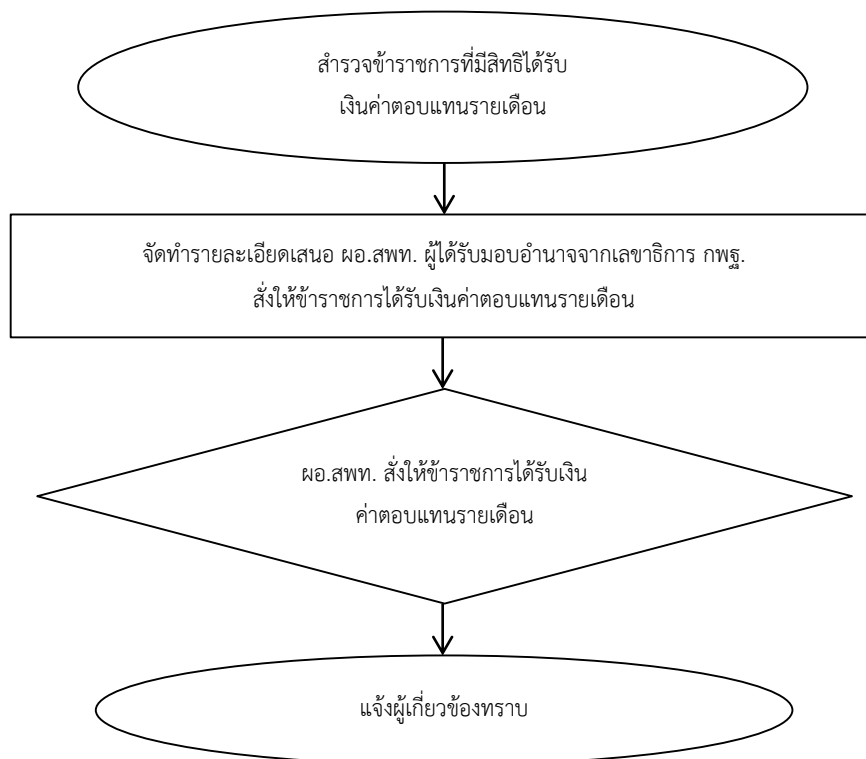 สำรวจข้าราชการที่มีสิทธิได้รับ
เงินค่าตอบแทนรายเดือน
จัดทำรายละเอียดเสนอ ผอ.สพท. ผู้ได้รับมอบอำนาจจากเลขาธิการ กพฐ.
สั่งให้ข้าราชการได้รับเงินค่าตอบแทนรายเดือน
ผอ.สพท. สั่งให้ข้าราชการได้รับเงิน
ค่าตอบแทนรายเดือน
แจ้งผู้เกี่ยวข้องทราบ